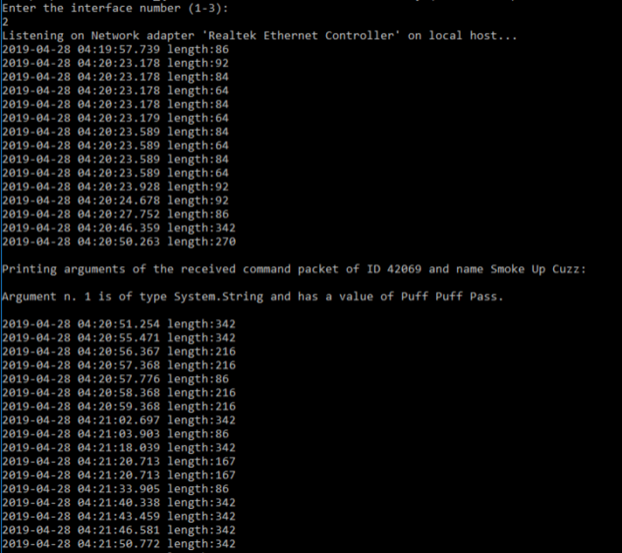 Enter the interface number (1-3):
2
Listening on Network adapter 'Realtek Ethernet Controller' on local host...
2019-04-28 04:19:57.739 length:86
2019-04-28 04:20:23.178 length:92
2019-04-28 04:20:23.178 length:84
2019-04-28 04:20:23.178 length:64
2019-04-28 04:20:23.178 length:84
2019-04-28 04:20:23.179 length:64
2019-04-28 04:20:23.589 length:84
2019-04-28 04:20:23.589 length:64
2019-04-28 04:20:23.589 length:84
2019-04-28 04:20:23.589 length:64
2019-04-28 04:20:23.928 length:92
2019-04-28 04:20:24.678 length:92
2019-04-28 04:20:27.752 length:86
2019-04-28 04:20:46.359 length:342
2019-04-28 04:20:50.263 length:270
Printing arguments of the received command packet of ID 42069 and name Smoke Up Cuzz:
Argument n. 1 is of type System.String and has a value of Puff Puff Pass.
2019-04-28 04:20:51.254 length:342
2019-04-28 04:20:55.471 length:342
2019-04-28 04:20:56.367 length:216
2019-04-28 04:20:57.368 length:216
2019-04-28 04:20:57.776 length:86
2019-04-28 04:20:58.368 length:216
2019-04-28 04:20:59.368 length:216
2019-04-28 04:21:02.697 length:342
2019-04-28 04:21:03.903 length:86
2019-04-28 04:21:18.039 length:342
2019-04-28 04:21:20.713 length:167
2019-04-28 04:21:20.713 length:167
2019-04-28 04:21:33.905 length:86
2019-04-28 04:21:40.338 length:342
2019-04-28 04:21:43.459 length:342
2019-04-28 04:21:46.581 length:342
2019-04-28 04:21:50.772 length:342